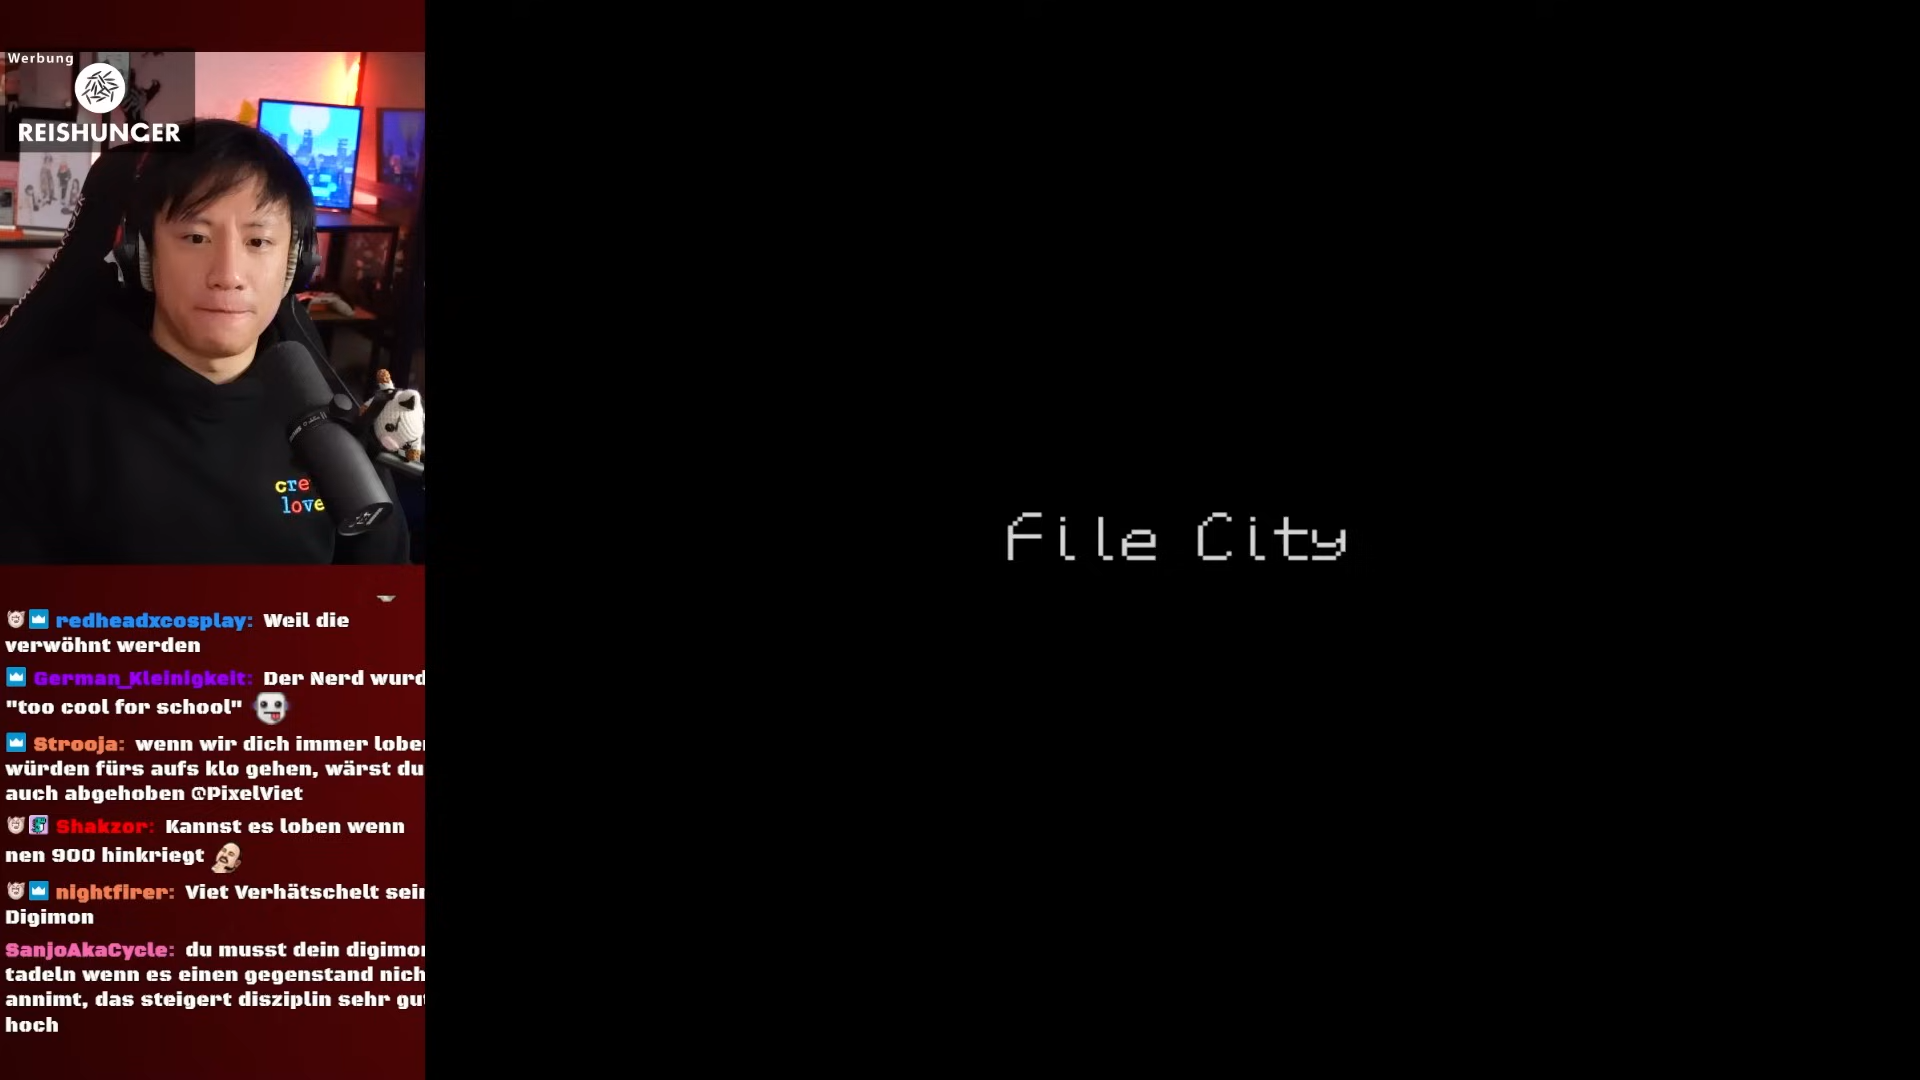 Werbung
REISHUNGER
File City
redheadxcosplay: Weil die
verwöhnt werden
German_Kleinigkeit: Der Nerd wurd
"too cool for school"
Strooja: wenn wir dich immer lobe
würden fürs aufs klo gehen, wärst du
auch abgehoben @PixelViet
Shakzor: Kannst es loben wenn
nen 900 hinkriegt
nightfirer: Viet Verhätschelt sein
Digimon
SanjoAkaCycle: du musst dein digimon
tadeln wenn es einen gegenstand nich
annimt, das steigert disziplin sehr gut
hoch
cre
love